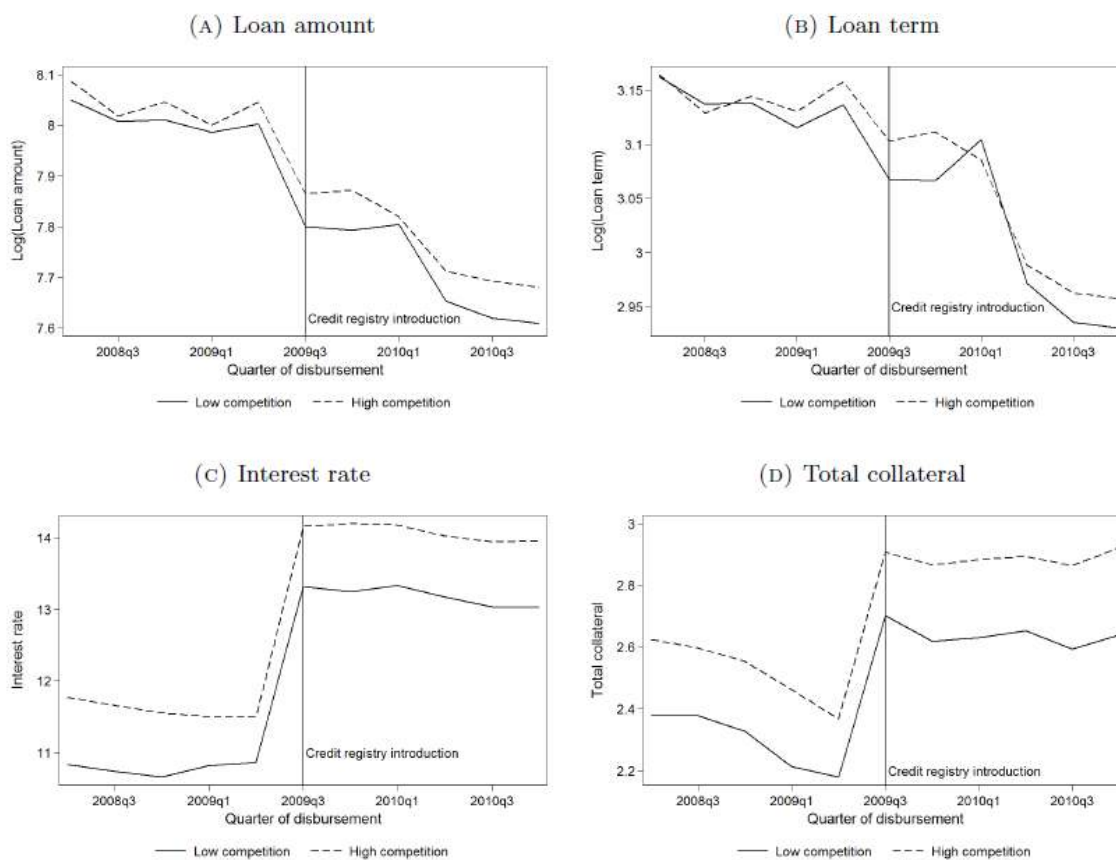 (A) Loan amount
8.1
8
7.9
7.8
7.7
7.6
Log(Loan amount)
Credit registry introduction
2008q3 2009q1 2009q3 2010q1 2010q3
Quarter of disbursement
Low competition High competition
(B) Loan term
3.15
3.1
3.05
3
2.95
Log(Loan term)
Credit registry introduction
2008q3 2009q1 2009q3 2010q1 2010q3
Quarter of disbursement
Low competition High competition
(C) Interest rate
14
13
12
11
Interest rate
Credit registry introduction
2008q3 2009q1 2009q3 2010q1 2010q3
Quarter of disbursement
Low competition High competition
(D) Total collateral
3
2.8
2.6
2.4
2.2
Total collateral
Credit registry introduction
2008q3 2009q1 2009q3 2010q1 2010q3
Quarter of disbursement
Low competition High competition